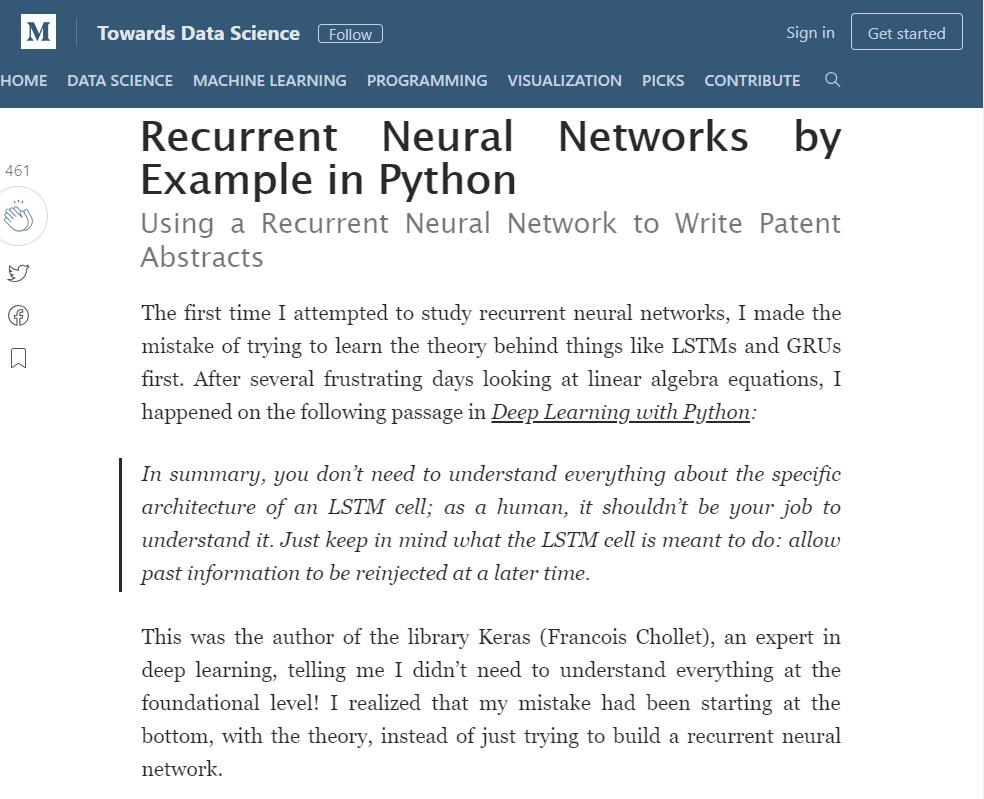 M
Towards Data Science
Follow
Sign in
Get started
HOME DATA SCIENCE MACHINE LEARNING PROGRAMMING VISUALIZATION PICKS CONTRIBUTE
Recurrent Neural Networks by
Example in Python
Using a Recurrent Neural Network to Write Patent
Abstracts
461
The first time I attempted to study recurrent neural networks, I made the
mistake of trying to learn the theory behind things like LSTMs and GRUs
first. After several frustrating days looking at linear algebra equations, I
happened on the following passage in Deep Learning with Python:
In summary, you don’t need to understand everything about the specific
architecture of an LSTM cell; as a human, it shouldn’t be your job to
understand it. Just keep in mind what the LSTM cell is meant to do: allow
past information to be reinjected at a later time.
This was the author of the library Keras (Francois Chollet), an expert in
deep learning, telling me I didn’t need to understand everything at the
foundational level! I realized that my mistake had been starting at the
bottom, with the theory, instead of just trying to build a recurrent neural
network.